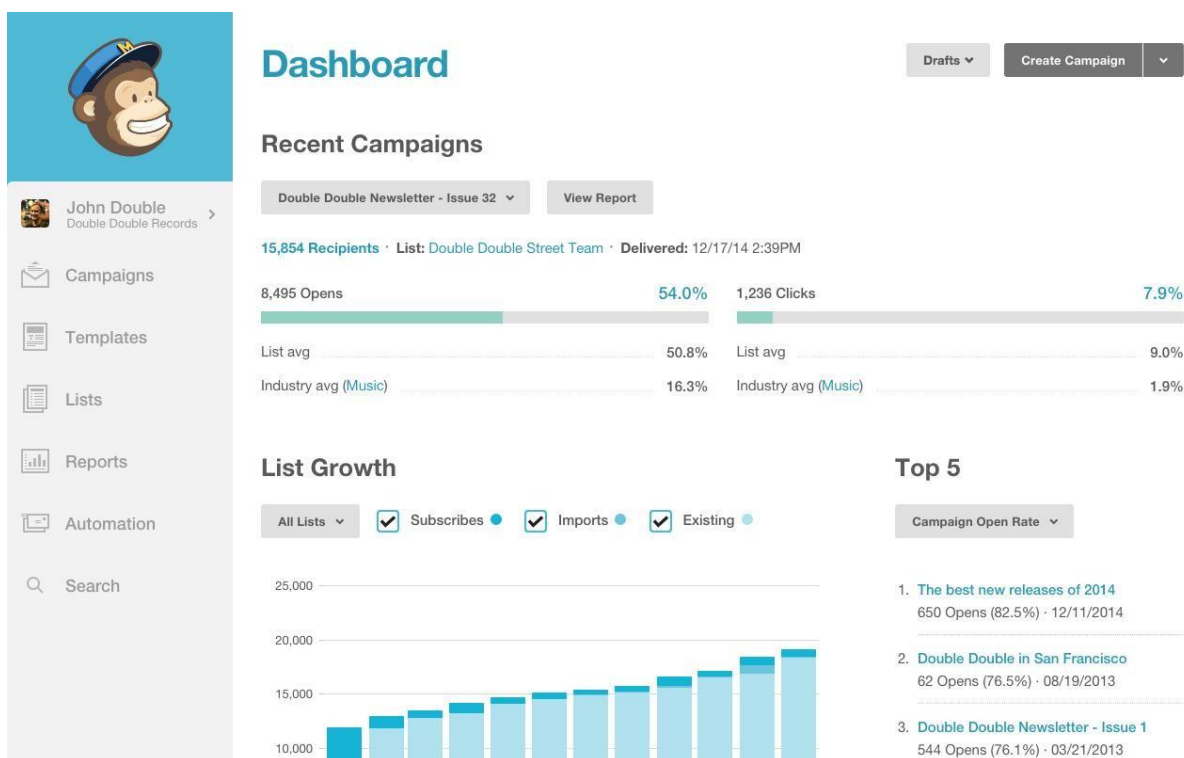 M
Dashboard
Drafts
Create Campaign
Recent Campaigns
John Double
Double Double Records
Double Double Newsletter - Issue 32
View Report
Campaigns
15,854 Recipients · List: Double Double Street Team · Delivered: 12/17/14 2:39PM
8,495 Opens 54.0%
1,236 Clicks 7.9%
Templates
List avg 50.8%
List avg 9.0%
Industry avg (Music) 16.3%
Industry avg (Music) 1.9%
Lists
Reports
Automation
Search
List Growth
All Lists
Subscribes
Imports
Existing
25,000
20,000
15,000
10,000
Top 5
Campaign Open Rate
1. The best new releases of 2014
650 Opens (82.5%) · 12/11/2014
2. Double Double in San Francisco
62 Opens (76.5%) · 08/19/2013
3. Double Double Newsletter - Issue 1
544 Opens (76.1%) · 03/21/2013